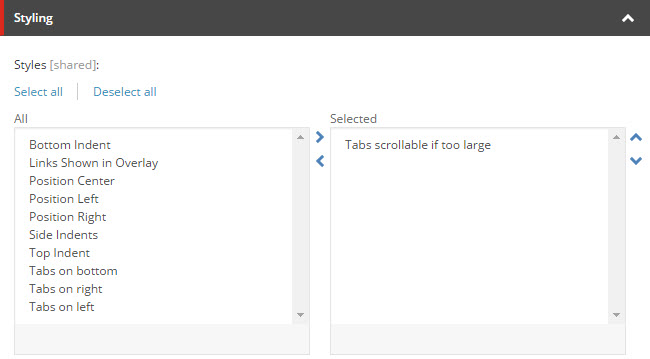 Styling
Styles [shared]:
Select all
Deselect all
All
Selected
Bottom Indent
Links Shown in Overlay
Position Center
Position Left
Position Right
Side Indents
Top Indent
Tabs on bottom
Tabs on right
Tabs on left
Tabs scrollable if too large